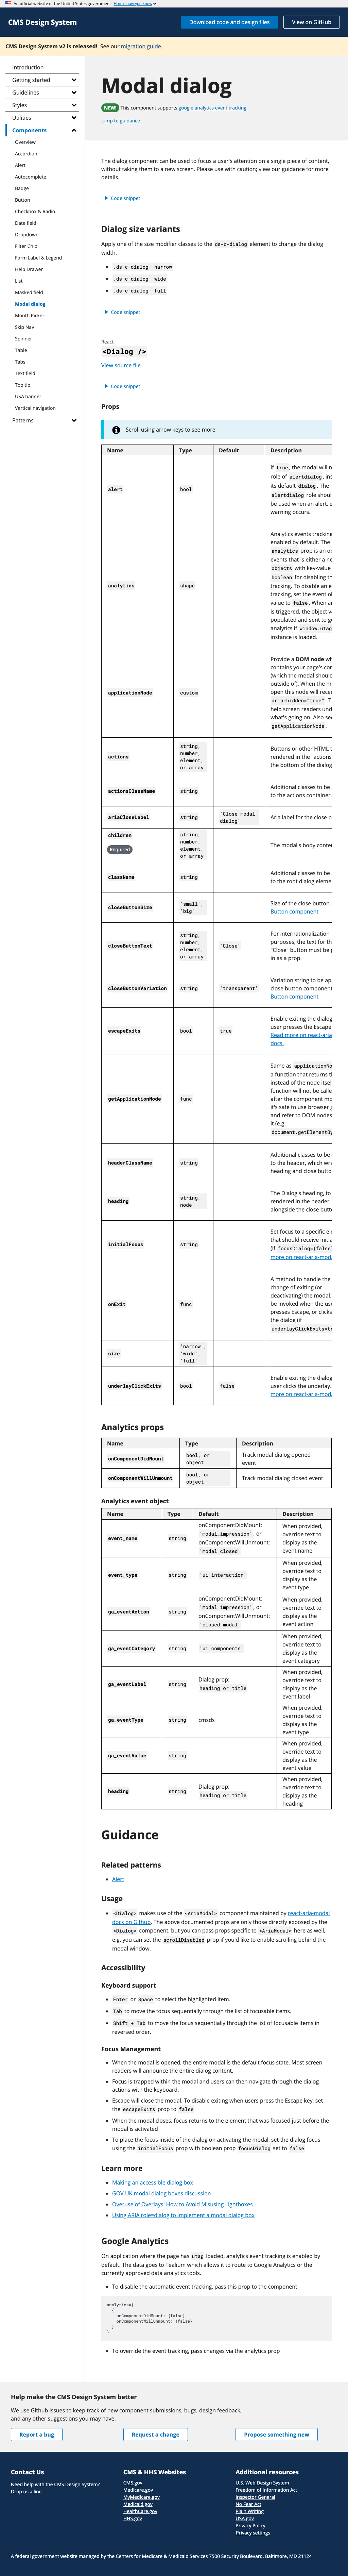 An official website of the United States government Here's how you know
CMS Design System
Download code and design files
View on GitHub
CMS Design System v2 is released! See our migration guide.
Introduction
Getting started
Guidelines
Styles
Utilities
Components
Overview
Accordion
Alert
Autocomplete
Badge
Button
Checkbox & Radio
Date field
Dropdown
Filter Chip
Form Label & Legend
Help Drawer
List
Masked field
Modal dialog
Month Picker
Skip Nav
Spinner
Table
Tabs
Text field
Tooltip
USA banner
Vertical navigation
Patterns
Modal dialog
NEW! This component supports google analytics event tracking.
Jump to guidance
The dialog component can be used to focus a user's attention on a single piece of content,
without taking them to a new screen. Please use with caution; view our guidance for more
details.
Code snippet
Dialog size variants
Apply one of the size modifier classes to the ds-c-dialog element to change the dialog
width.
.ds-c-dialog--narrow
.ds-c-dialog--wide
.ds-c-dialog--full
Code snippet
React
<Dialog />
View source file
Code snippet
Props
Scroll using arrow keys to see more
Name Type Default Description
alert bool
If true, the modal will r
role of alertdialog, ins
its default dialog. The
alertdialog role shoul
be used when an alert, e
warning occurs.
analytics shape
Analytics events tracking
enabled by default. The
analytics prop is an ob
events that is either a ne
objects with key-value
boolean for disabling th
tracking. To disable an e
tracking, set the event o
value to false. When an
is triggered, the object v
populated and sent to g
analytics if window.utag
instance is loaded.
applicationNode custom
Provide a DOM node wh
contains your page's con
(which the modal should
outside of). When the m
open this node will recei
aria-hidden="true". T
help screen readers und
what's going on. Also see
getApplicationNode.
actions
string,
number,
element,
or array
Buttons or other HTML t
rendered in the "actions
the bottom of the dialog
actionsClassName string
Additional classes to be
to the actions container.
ariaCloseLabel string
'Close modal
dialog'
Aria label for the close b
children
Required
string,
number,
element,
or array
The modal's body conten
className string
Additional classes to be
to the root dialog eleme
closeButtonSize
'small',
'big'
Size of the close button.
Button component
closeButtonText
string,
number,
element,
or array
'Close'
For internationalization
purposes, the text for th
"Close" button must be p
in as a prop.
closeButtonVariation string 'transparent'
Variation string to be ap
close button component
Button component
escapeExits bool true
Enable exiting the dialog
user presses the Escape
Read more on react-aria
docs.
getApplicationNode func
Same as applicationNo
a function that returns th
instead of the node itsel
function will not be calle
after the component mo
it's safe to use browser g
and refer to DOM nodes
it (e.g.
document.getElementBy
headerClassName string
Additional classes to be
to the header, which wra
heading and close button
heading
string,
node
The Dialog's heading, to
rendered in the header
alongside the close butto
initialFocus string
Set focus to a specific ele
that should receive initia
(if focusDialog={false
more on react-aria-mod
onExit func
A method to handle the
change of exiting (or
deactivating) the modal.
be invoked when the use
presses Escape, or clicks
the dialog (if
underlayClickExits=tr
size
'narrow',
'wide',
'full'
underlayClickExits bool false
Enable exiting the dialog
user clicks the underlay.
more on react-aria-mod
Analytics props
Name Type Description
onComponentDidMount
bool, or
object
Track modal dialog opened
event
onComponentWillUnmount
bool, or
object
Track modal dialog closed event
Analytics event object
Name Type Default Description
event_name string
onComponentDidMount:
'modal_impression', or
onComponentWillUnmount:
'modal_closed'
When provided,
override text to
display as the
event name
event_type string 'ui interaction'
When provided,
override text to
display as the
event type
ga_eventAction string
onComponentDidMount:
'modal impression', or
onComponentWillUnmount:
'closed modal'
When provided,
override text to
display as the
event action
ga_eventCategory string 'ui components'
When provided,
override text to
display as the
event category
ga_eventLabel string
Dialog prop:
heading or title
When provided,
override text to
display as the
event label
ga_eventType string cmsds
When provided,
override text to
display as the
event type
ga_eventValue string
When provided,
override text to
display as the
event value
heading string
Dialog prop:
heading or title
When provided,
override text to
display as the
heading
Guidance
Related patterns
Alert
Usage
<Dialog> makes use of the <AriaModal> component maintained by react-aria-modal
docs on Github. The above documented props are only those directly exposed by the
<Dialog> component, but you can pass props specific to <AriaModal> here as well,
e.g. you can set the scrollDisabled prop if you'd like to enable scrolling behind the
modal window.
Accessibility
Keyboard support
Enter or Space to select the highlighted item.
Tab to move the focus sequentially through the list of focusable items.
Shift + Tab to move the focus sequentially through the list of focusable items in
reversed order.
Focus Management
When the modal is opened, the entire modal is the default focus state. Most screen
readers will announce the entire dialog content.
Focus is trapped within the modal and users can then navigate through the dialog
actions with the keyboard.
Escape will close the modal. To disable exiting when users press the Escape key, set
the escapeExits prop to false
When the modal closes, focus returns to the element that was focused just before the
modal is activated
To place the focus inside of the dialog on activating the modal, set the dialog focus
using the initialFocus prop with boolean prop focusDialog set to false
Learn more
Making an accessible dialog box
GOV.UK modal dialog boxes discussion
Overuse of Overlays: How to Avoid Misusing Lightboxes
Using ARIA role=dialog to implement a modal dialog box
Google Analytics
On application where the page has utag loaded, analytics event tracking is enabled by
default. The data goes to Tealium which allows it to route to Google Analytics or the
currently approved data analytics tools.
To disable the automatic event tracking, pass this prop to the component
analytics={
{
onComponentDidMount: {false},
onComponentWillUnmount: {false}
}
}
To override the event tracking, pass changes via the analytics prop
Help make the CMS Design System better
We use Github issues to keep track of new component submissions, bugs, design feedback,
and any other suggestions you may have.
Report a bug
Request a change
Propose something new
Contact Us
Need help with the CMS Design System?
Drop us a line
CMS & HHS Websites
CMS.gov
Medicare.gov
MyMedicare.gov
Medicaid.gov
HealthCare.gov
HHS.gov
Additional resources
U.S. Web Design System
Freedom of Information Act
Inspector General
No Fear Act
Plain Writing
USA.gov
Privacy Policy
Privacy settings
A federal government website managed by the Centers for Medicare & Medicaid Services 7500 Security Boulevard, Baltimore, MD 21124